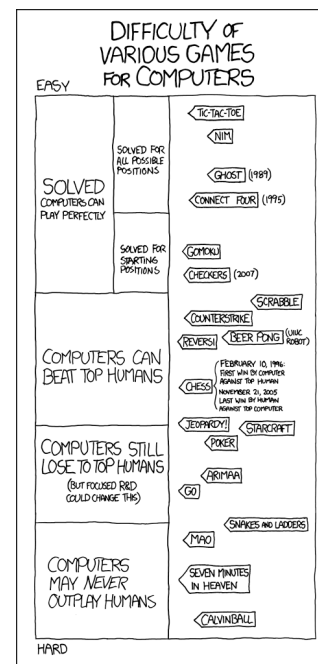 DIFFICULTY OF
VARIOUS GAMES
FOR COMPUTERS
EASY
SOLVED
COMPUTERS CAN
PLAY PERFECTLY
SOLVED FOR
ALL POSSIBLE
POSITIONS
TIC-TAC-TOE
NIM
GHOST (1989)
CONNECT FOUR (1995)
SOLVED FOR
STARTING
POSITIONS
GOMOKU
CHECKERS (2007)
COMPUTERS CAN
BEAT TOP HUMANS
SCRABBLE
COUNTERSTRIKE
REVERSI
BEER PONG (UIUC
ROBOT)
CHESS
FEBRUARY 10, 1996:
FIRST WIN BY COMPUTER
AGAINST TOP HUMAN
NOVEMBER 21, 2005
LAST WIN BY HUMAN
AGAINST TOP COMPUTER
JEOPARDY!
COMPUTERS STILL
LOSE TO TOP HUMANS
(BUT FOCUSED R&D
COULD CHANGE THIS)
STARCRAFT
POKER
ARIMAA
GO
COMPUTERS
MAY NEVER
OUTPLAY HUMANS
SNAKES AND LADDERS
MAO
SEVEN MINUTES
IN HEAVEN
CALVINBALL
HARD